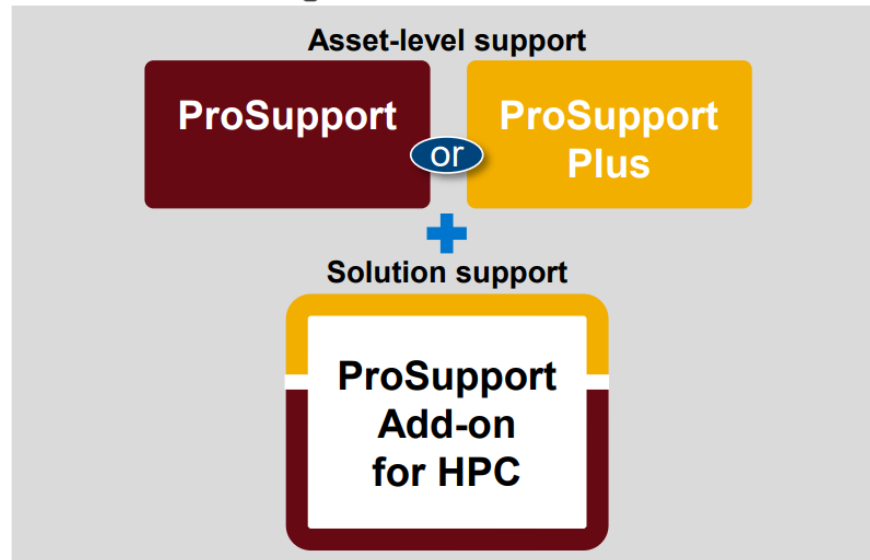 Asset-level support
ProSupport
or
ProSupport
Plus
Solution support
ProSupport
Add-on
for HPC